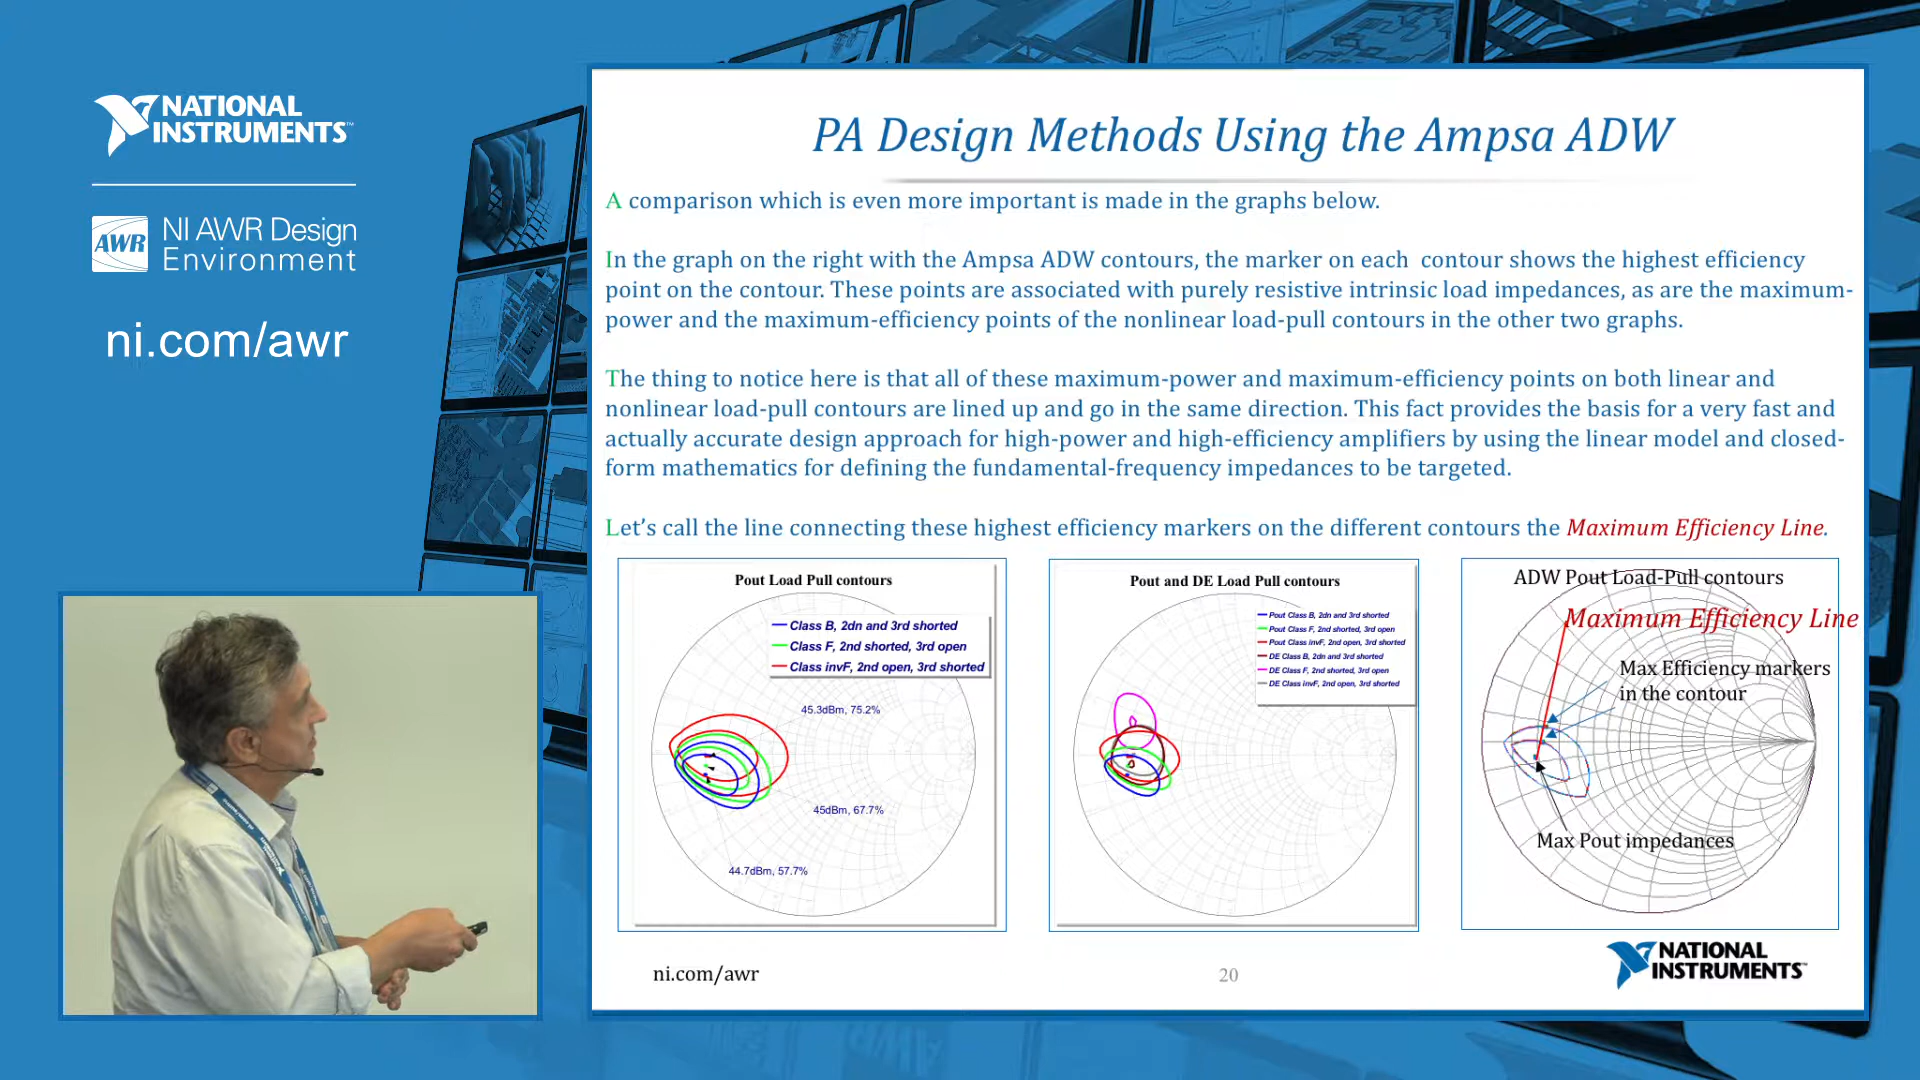 NATIONAL
INSTRUMENTS™
AWR
NI AWR Design
Environment
ni.com/awr
PA Design Methods Using the Ampsa ADW
A comparison which is even more important is made in the graphs below.
In the graph on the right with the Ampsa ADW contours, the marker on each contour shows the highest efficiency
point on the contour. These points are associated with purely resistive intrinsic load impedances, as are the maximum-
power and the maximum-efficiency points of the nonlinear load-pull contours in the other two graphs.
The thing to notice here is that all of these maximum-power and maximum-efficiency points on both linear and
nonlinear load-pull contours are lined up and go in the same direction. This fact provides the basis for a very fast and
actually accurate design approach for high-power and high-efficiency amplifiers by using the linear model and closed-
form mathematics for defining the fundamental-frequency impedances to be targeted.
Let's call the line connecting these highest efficiency markers on the different contours the Maximum Efficiency Line.
Pout Load Pull contours
Class B, 2dn and 3rd shorted
Class F, 2nd shorted, 3rd open
Class invF, 2nd open, 3rd shorted
45.3dBm, 75.2%
45dBm, 67.7%
44.7dBm, 57.7%
Pout and DE Load Pull contours
Pout Class B, 2dn and 3rd shorted
Pout Class F, 2nd shorted, 3rd open
Pout Class invF, 2nd open, 3rd shorted
DE Class B, 2dn and 3rd shorted
DE Class F, 2nd shorted, 3rd open
DE Class invF, 2nd open, 3rd shorted
ADW Pout Load-Pull contours
Maximum Efficiency Line
Max Efficiency markers
in the contour
Max Pout impedances
ni.com/awr
20
NATIONAL
INSTRUMENTS™